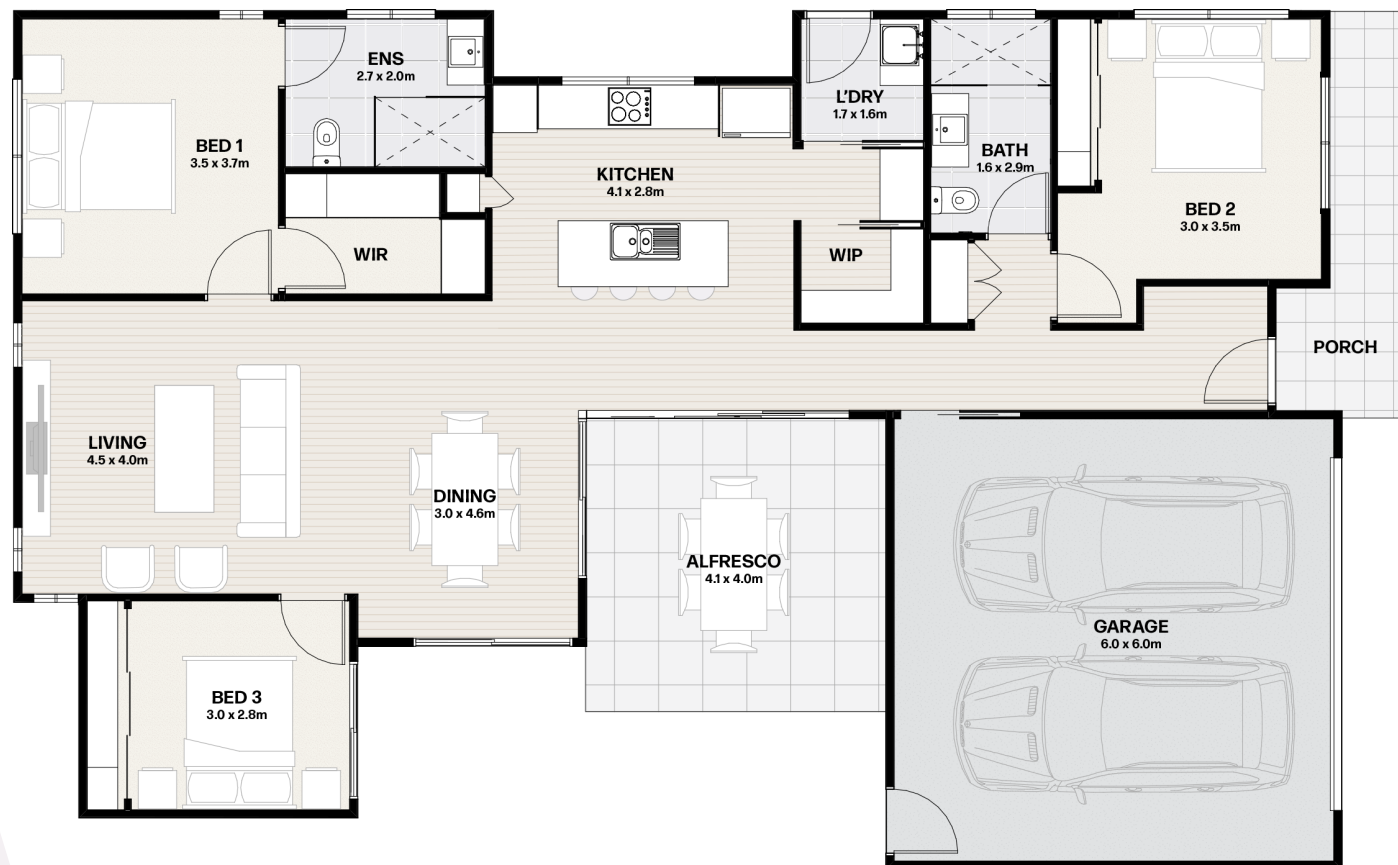 ENS
2.7 x 2.0m
L'DRY
1.7 x 1.6m
BED 1
3.5 x 3.7m
BATH
1.6 x 2.9m
KITCHEN
4.1 x 2.8m
BED 2
3.0 x 3.5m
WIR
WIP
PORCH
LIVING
4.5 x 4.0m
DINING
3.0 x 4.6m
ALFRESCO
4.1 x 4.0m
GARAGE
6.0 x 6.0m
BED 3
3.0 x 2.8m